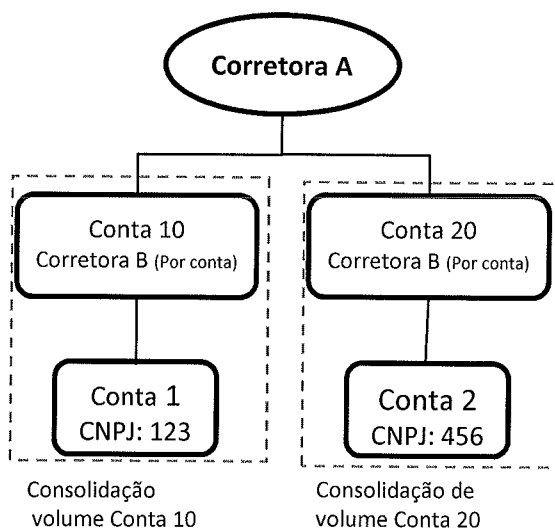 Corretora A
Conta 10
Corretora B (Por conta)
Conta 20
Corretora B (Por conta)
Conta 1
CNPJ: 123
Conta 2
CNPJ: 456
Consolidação
volume Conta 10
Consolidação de
volume Conta 20